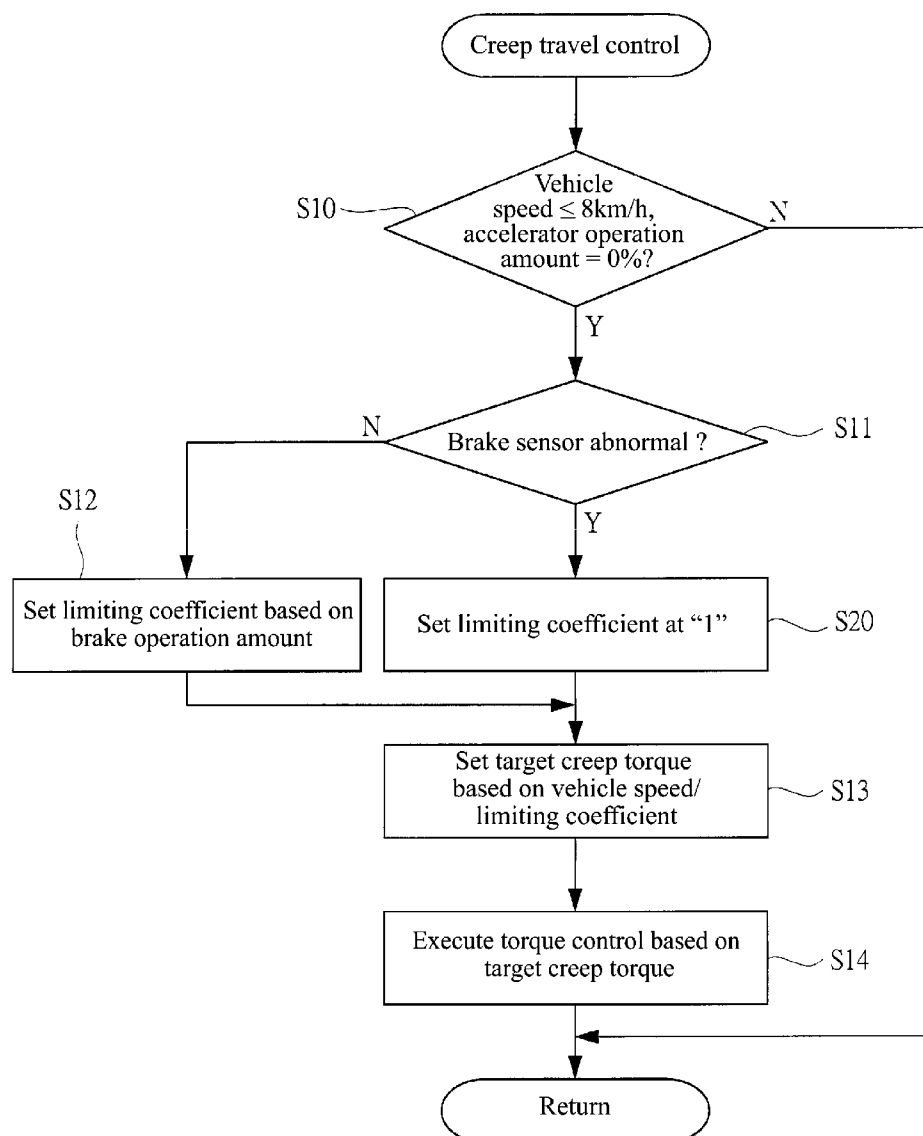 Creep travel control
Vehicle
speed ≤ 8km/h,
accelerator operation
amount = 0%?
S10
N
Y
Brake sensor abnormal ?
S11
N
Y
S12
Set limiting coefficient based on
brake operation amount
Set limiting coefficient at “1”
S20
Set target creep torque
based on vehicle speed/
limiting coefficient
S13
Execute torque control based on
target creep torque
S14
Return